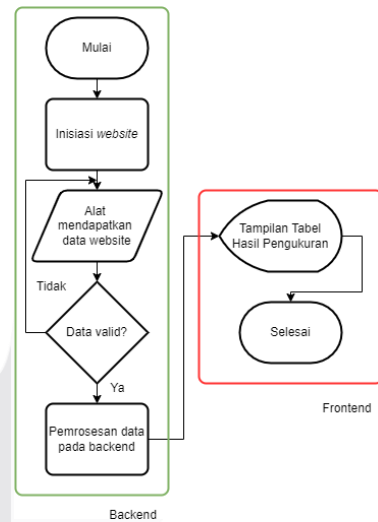 Mulai
Inisiasi website
Alat
mendapatkan
data website
Tidak
Data valid?
Ya
Pemrosesan data
pada backend
Backend
Tampilan Tabel
Hasil Pengukuran
Selesai
Frontend